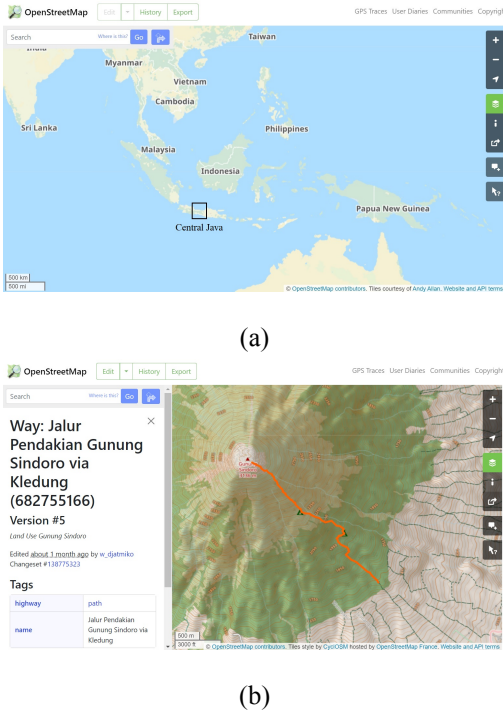 OpenStreetMap
Edit
History
Export
GPS Traces User Diaries Communities Copyright
Search
Where is this?
Go
Taiwan
Myanmar
Vietnam
Cambodia
Philippines
Sri Lanka
Malaysia
Indonesia
Papua New Guinea
Central Java
500 km
500 mi
© OpenStreetMap contributors. Tiles courtesy of Andy Allan. Website and API terms
(a)
OpenStreetMap
Edit
History
Export
GPS Traces User Diaries Communities Copyright
Search
Where is this?
Go
Way: Jalur
Pendakian Gunung
Sindoro via
Kledung
(682755166)
Version #5
Land Use Gunung Sindoro
Edited about 1 month ago by w_djatmiko
Changeset #138775323
Tags
highway
path
name
Jalur Pendakian
Gunung Sindoro via
Kledung
Gunung
Sindoro
500 m
3000 ft
© OpenStreetMap contributors. Tiles style by CyclOSM hosted by OpenStreetMap France. Website and API terms
(b)